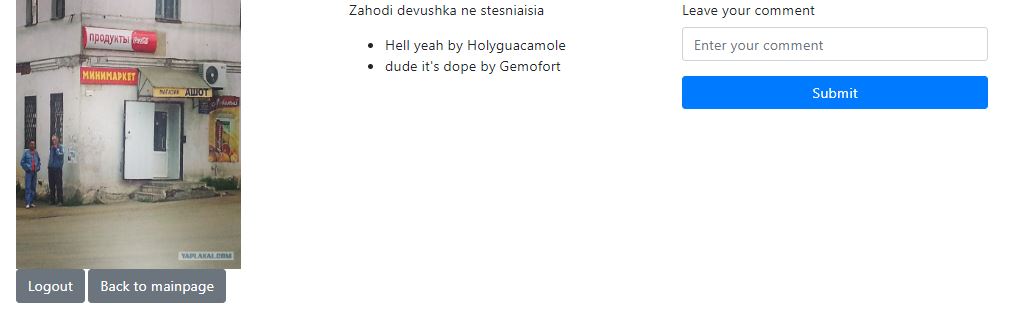 продукты Coca-Cola
МИНИМАРКЕТ
МАГАЗИН АШОТ
YAPLAKAL.COM
Logout
Back to mainpage
Zahodi devushka ne stesniaisia
Hell yeah by Holyguacamole
dude it's dope by Gemofort
Leave your comment
Enter your comment
Submit